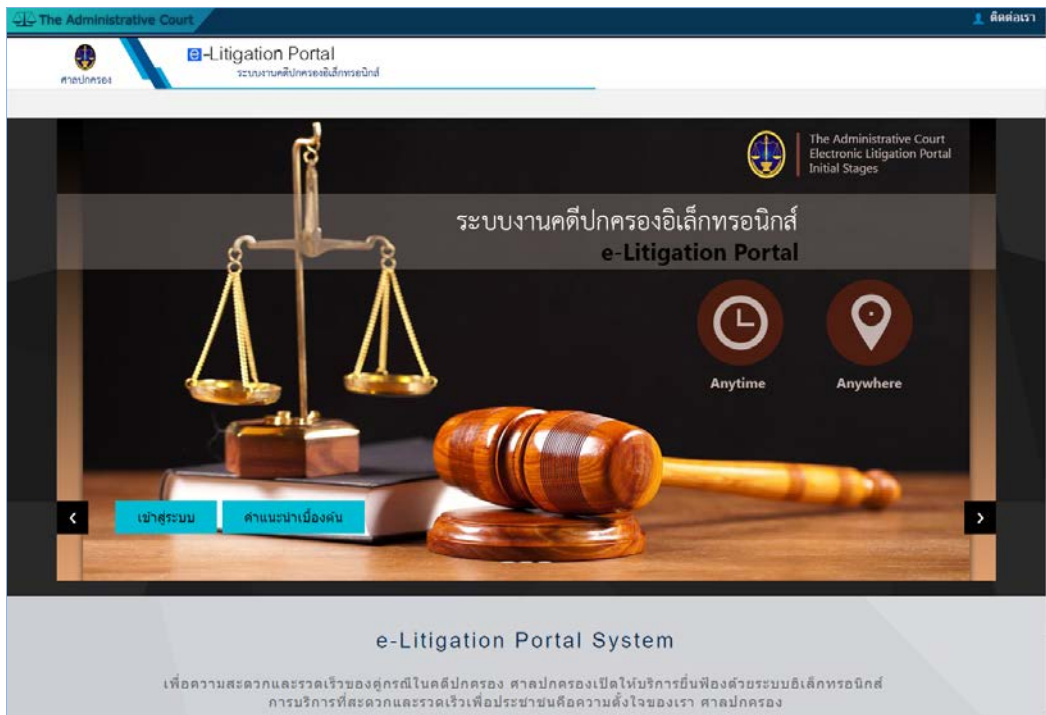 The Administrative Court
ติดต่อเรา
ศาลปกครอง
e-Litigation Portal
ระบบงานคดีปกครองอิเล็กทรอนิกส์
The Administrative Court
Electronic Litigation Portal
Initial Stages
ระบบงานคดีปกครองอิเล็กทรอนิกส์
e-Litigation Portal
Anytime
Anywhere
เข้าสู่ระบบ
คำแนะนำเบื้องต้น
e-Litigation Portal System
เพื่อความสะดวกและรวดเร็วของคู่กรณีในคดีปกครอง ศาลปกครองเปิดให้บริการยื่นฟ้องด้วยระบบอิเล็กทรอนิกส์
การบริการที่สะดวกและรวดเร็วเพื่อประชาชนคือความตั้งใจของเรา ศาลปกครอง